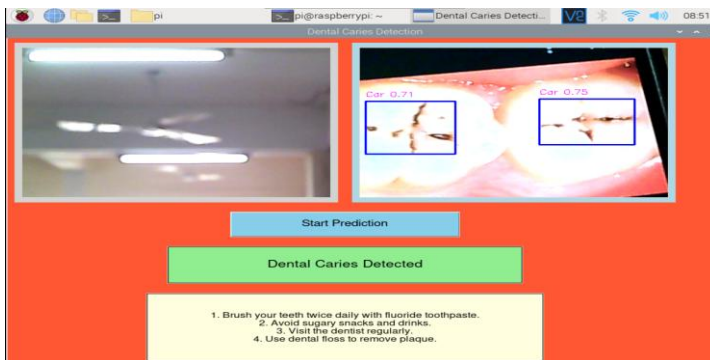 pi
pi@raspberrypi: ~
Dental Caries Detecti...
V2
08:51
Dental Caries Detection
Car 0.71
Car 0.75
Start Prediction
Dental Caries Detected
1. Brush your teeth twice daily with fluoride toothpaste.
2. Avoid sugary snacks and drinks.
3. Visit the dentist regularly.
4. Use dental floss to remove plaque.